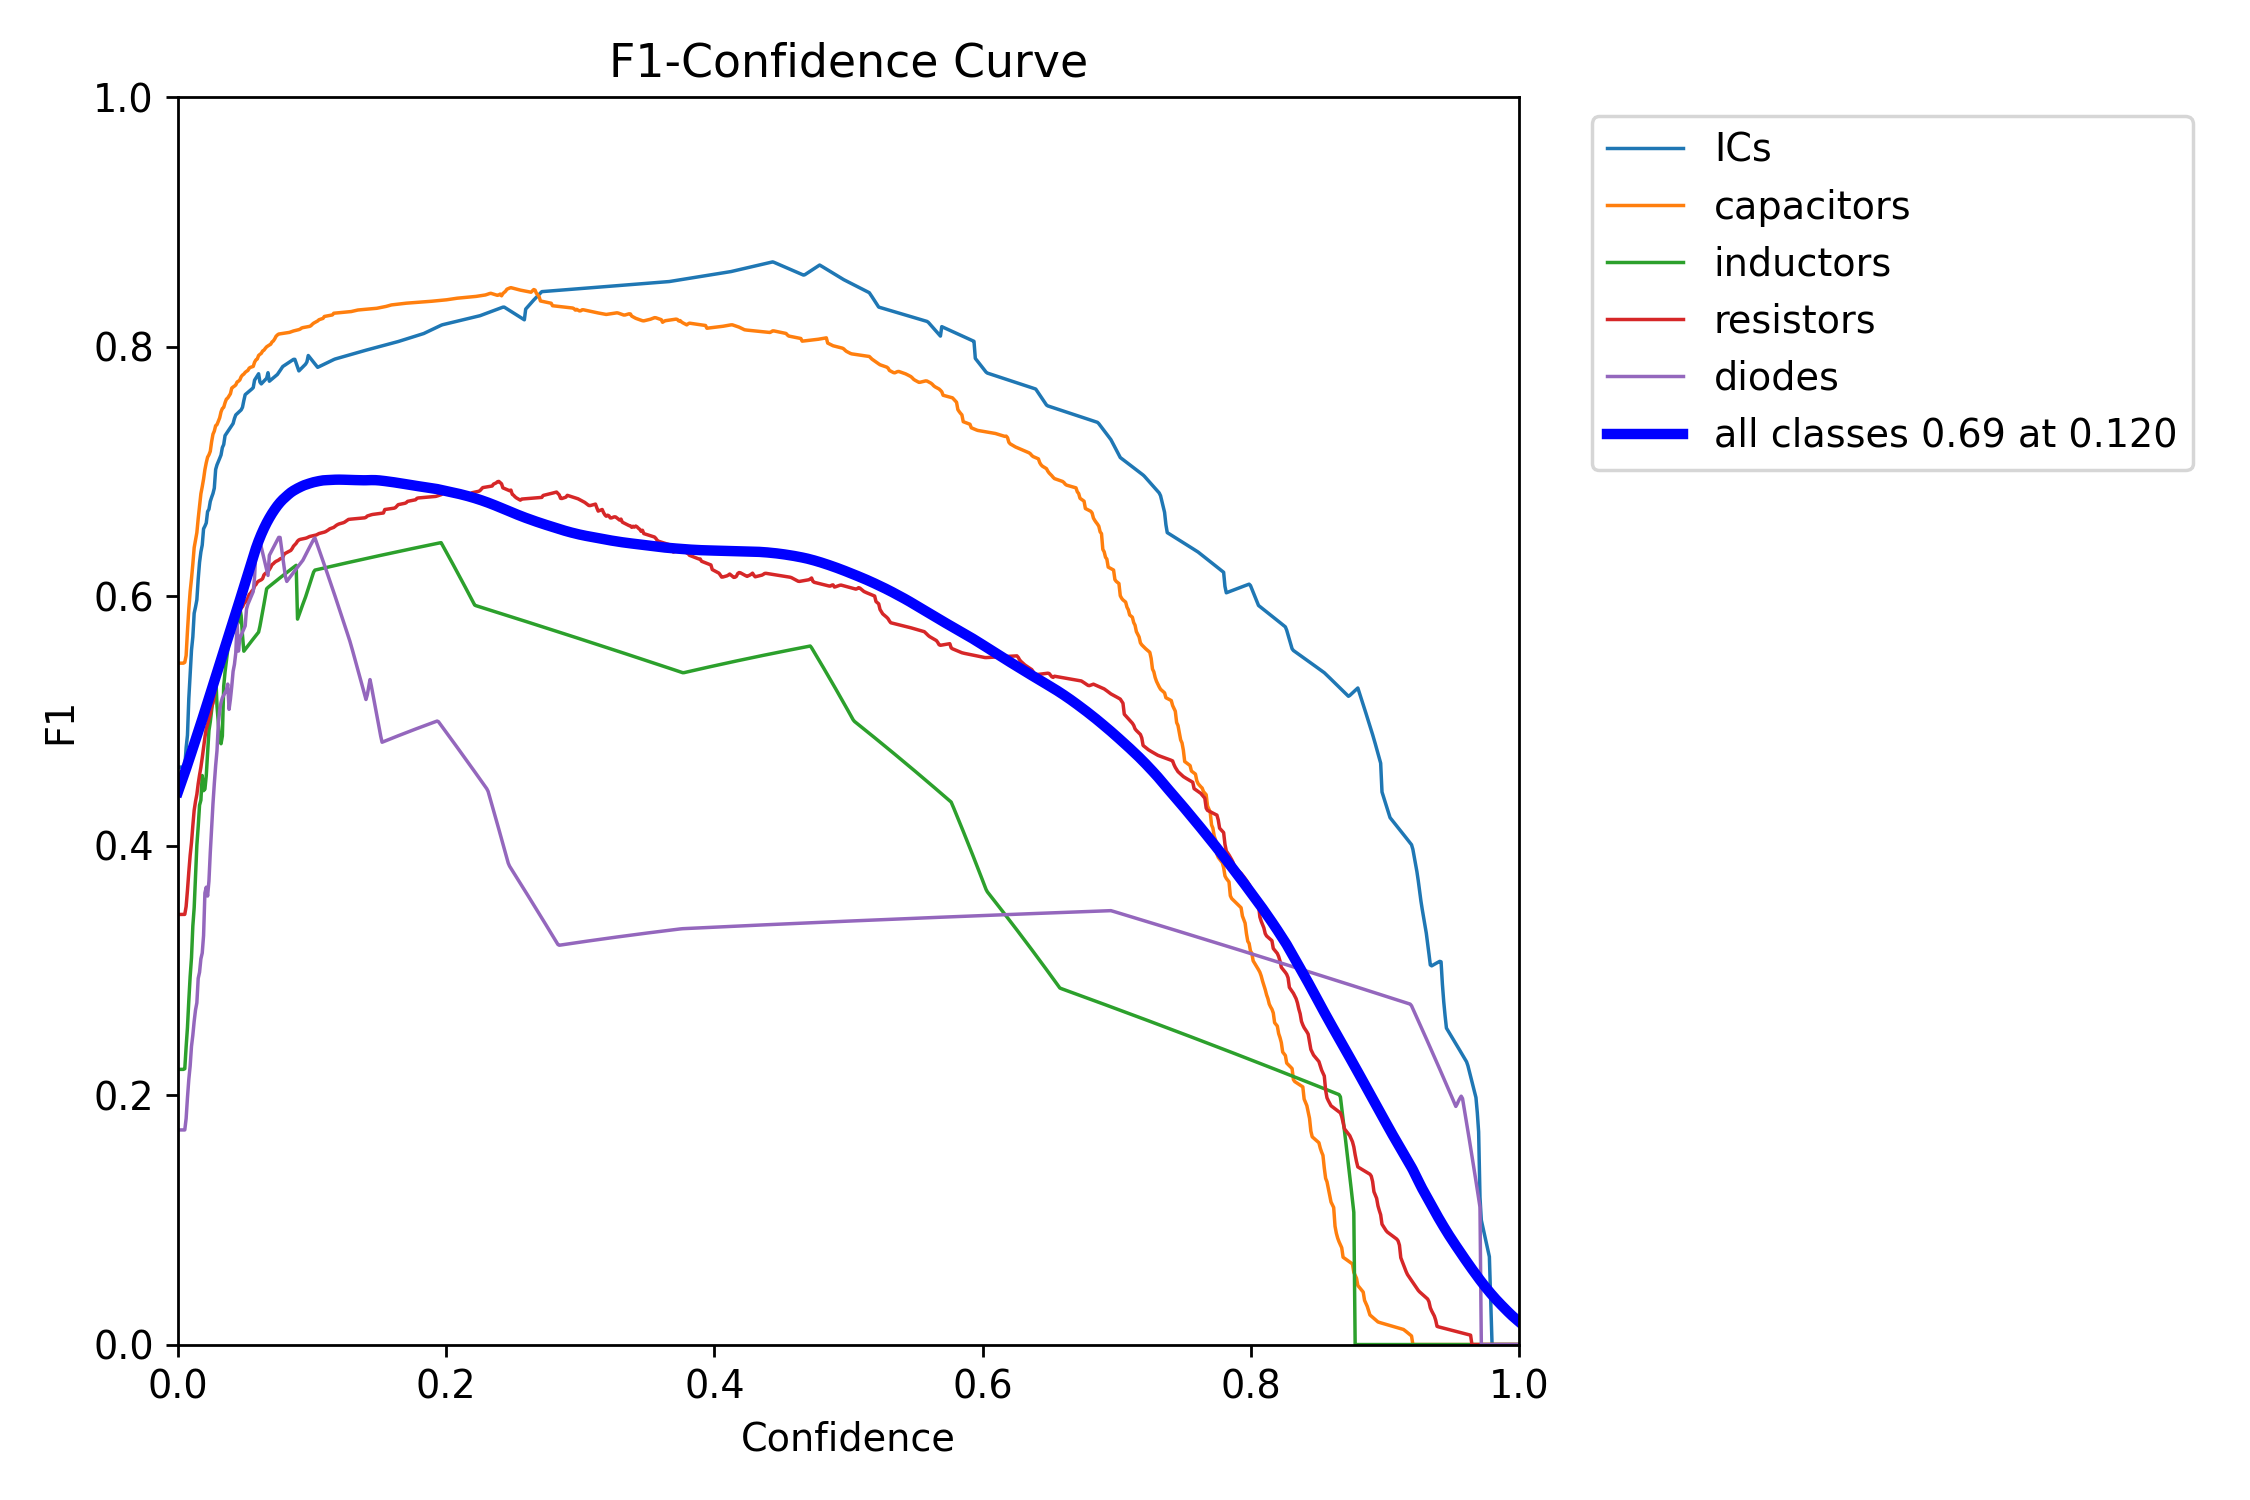 F1-Confidence Curve
1.0
0.8
0.6
0.4
0.2
0.0
F1
0.0 0.2 0.4 0.6 0.8 1.0
Confidence
ICs
capacitors
inductors
resistors
diodes
all classes 0.69 at 0.120